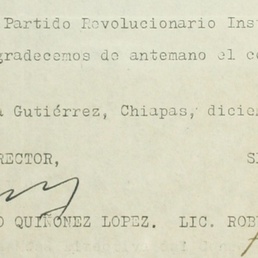 Partido Revolucionario Ins
gradecemos de antemano el c
Gutiérrez, Chiapas, dicie
RECTOR, S
O QUIÑONEZ LOPEZ. LIC. ROB